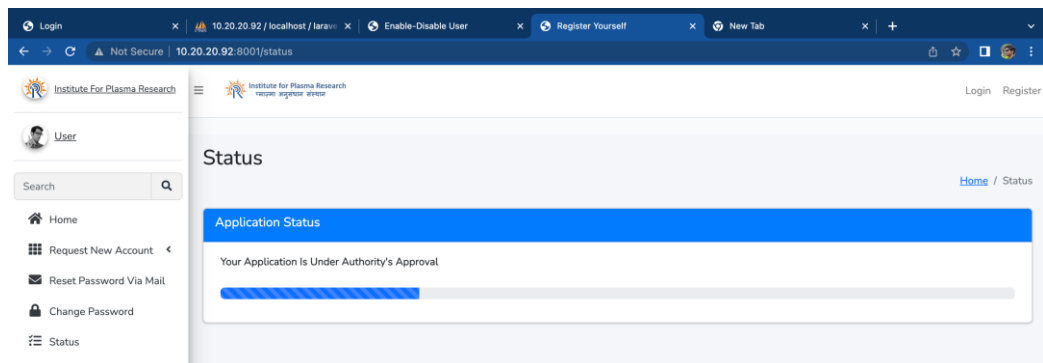 Login
10.20.20.92 / localhost / larave
Enable-Disable User
Register Yourself
New Tab
Not Secure
10.20.20.92:8001/status
Institute For Plasma Research
Institute for Plasma Research
प्लाज्मा अनुसंधान संस्थान
Login Register
User
Status
Search
Home / Status
Home
Application Status
Request New Account
Your Application Is Under Authority's Approval
Reset Password Via Mail
Change Password
Status